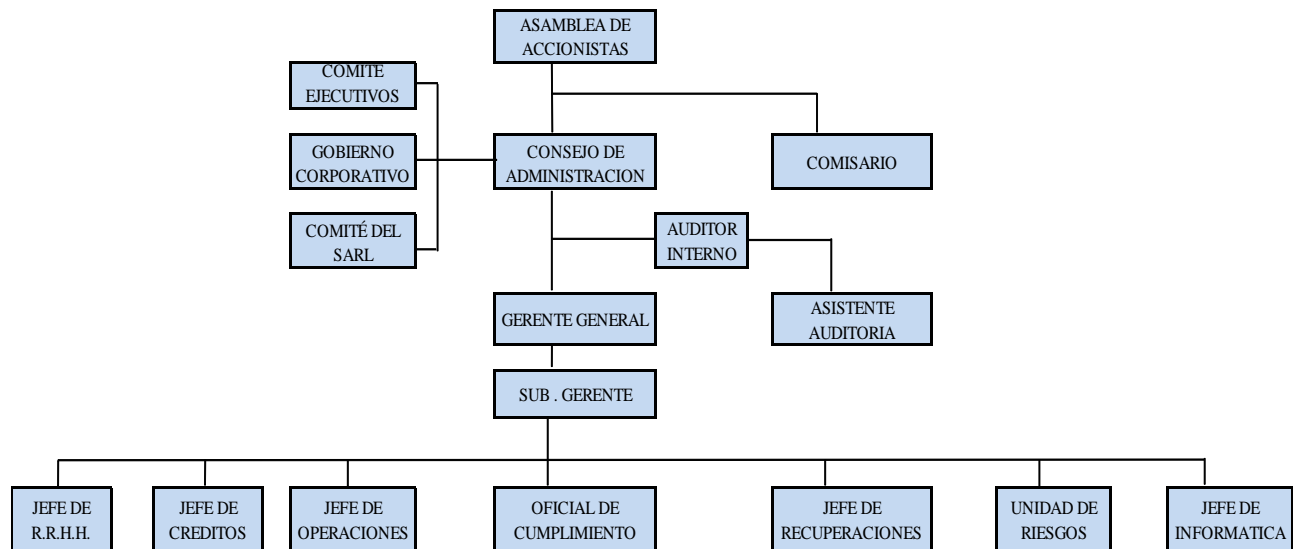 ASAMBLEA DE
ACCIONISTAS
COMITE
EJECUTIVOS
GOBIERNO
CORPORATIVO
CONSEJO DE
ADMINISTRACION
COMISARIO
COMITÉ DEL
SARL
AUDITOR
INTERNO
GERENTE GENERAL
ASISTENTE
AUDITORIA
SUB . GERENTE
JEFE DE
R.R.H.H.
JEFE DE
CREDITOS
JEFE DE
OPERACIONES
OFICIAL DE
CUMPLIMIENTO
JEFE DE
RECUPERACIONES
UNIDAD DE
RIESGOS
JEFE DE
INFORMATICA